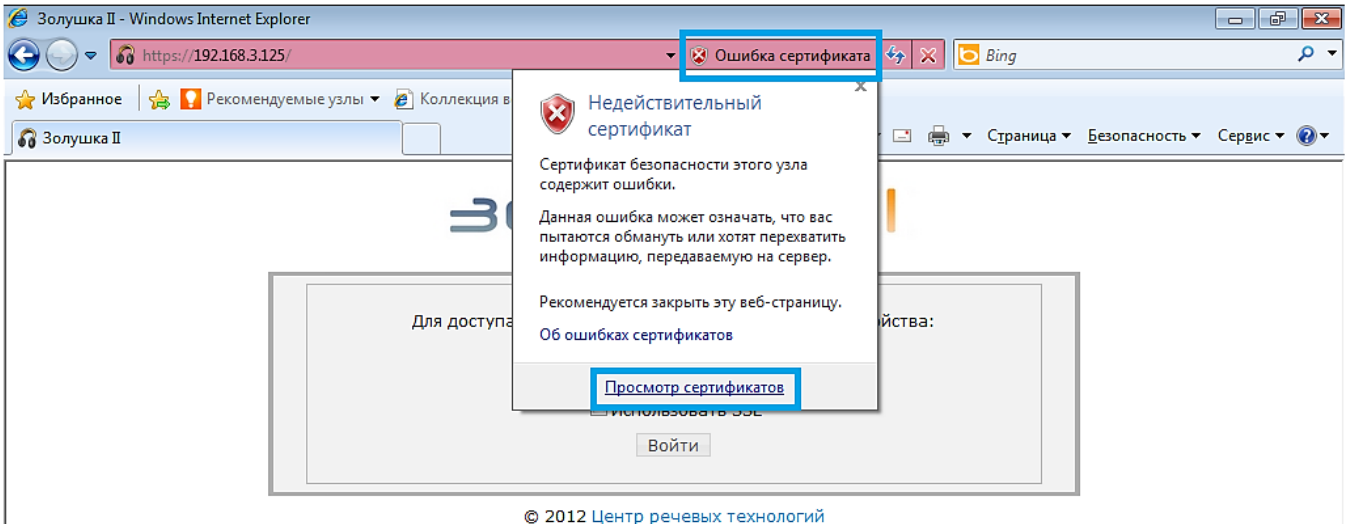 Золушка II - Windows Internet Explorer
https://192.168.3.125/
Ошибка сертификата
Bing
Избранное
Рекомендуемые узлы
Коллекция в
Золушка II
Страница
Безопасность
Сервис
Недействительный
сертификат
Сертификат безопасности этого узла
содержит ошибки.
Данная ошибка может означать, что вас
пытаются обмануть или хотят перехватить
информацию, передаваемую на сервер.
Рекомендуется закрыть эту веб-страницу.
Об ошибках сертификатов
Просмотр сертификатов
Для доступа
йства:
Использовать SSL
Войти
© 2012 Центр речевых технологий